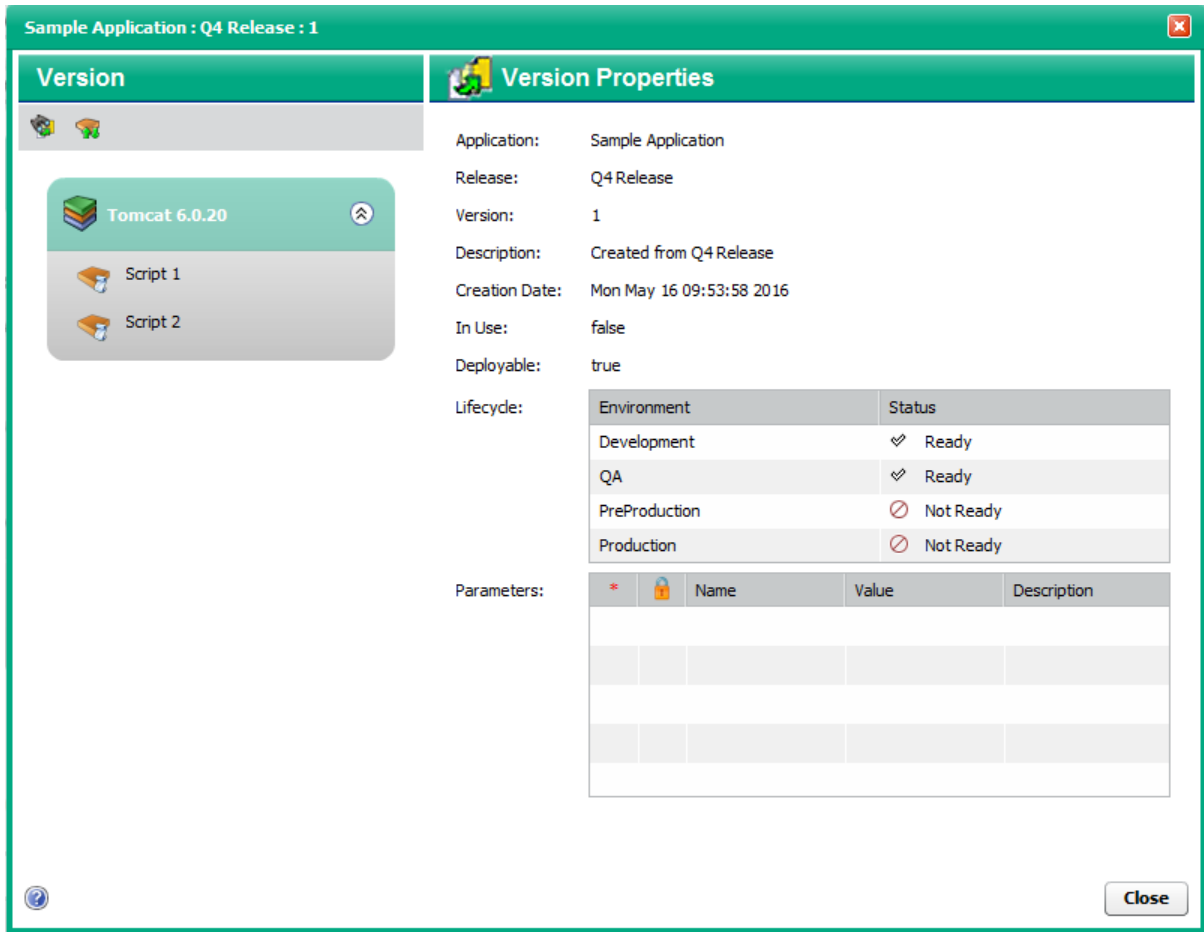 Sample Application : Q4 Release : 1
Version
Version Properties
Tomcat 6.0.20
Script 1
Script 2
Application: Sample Application
Release: Q4 Release
Version: 1
Description: Created from Q4 Release
Creation Date: Mon May 16 09:53:58 2016
In Use: false
Deployable: true
Lifecycle: Environment Status
Development Ready
QA Ready
PreProduction Not Ready
Production Not Ready
Parameters: * Name Value Description
Close